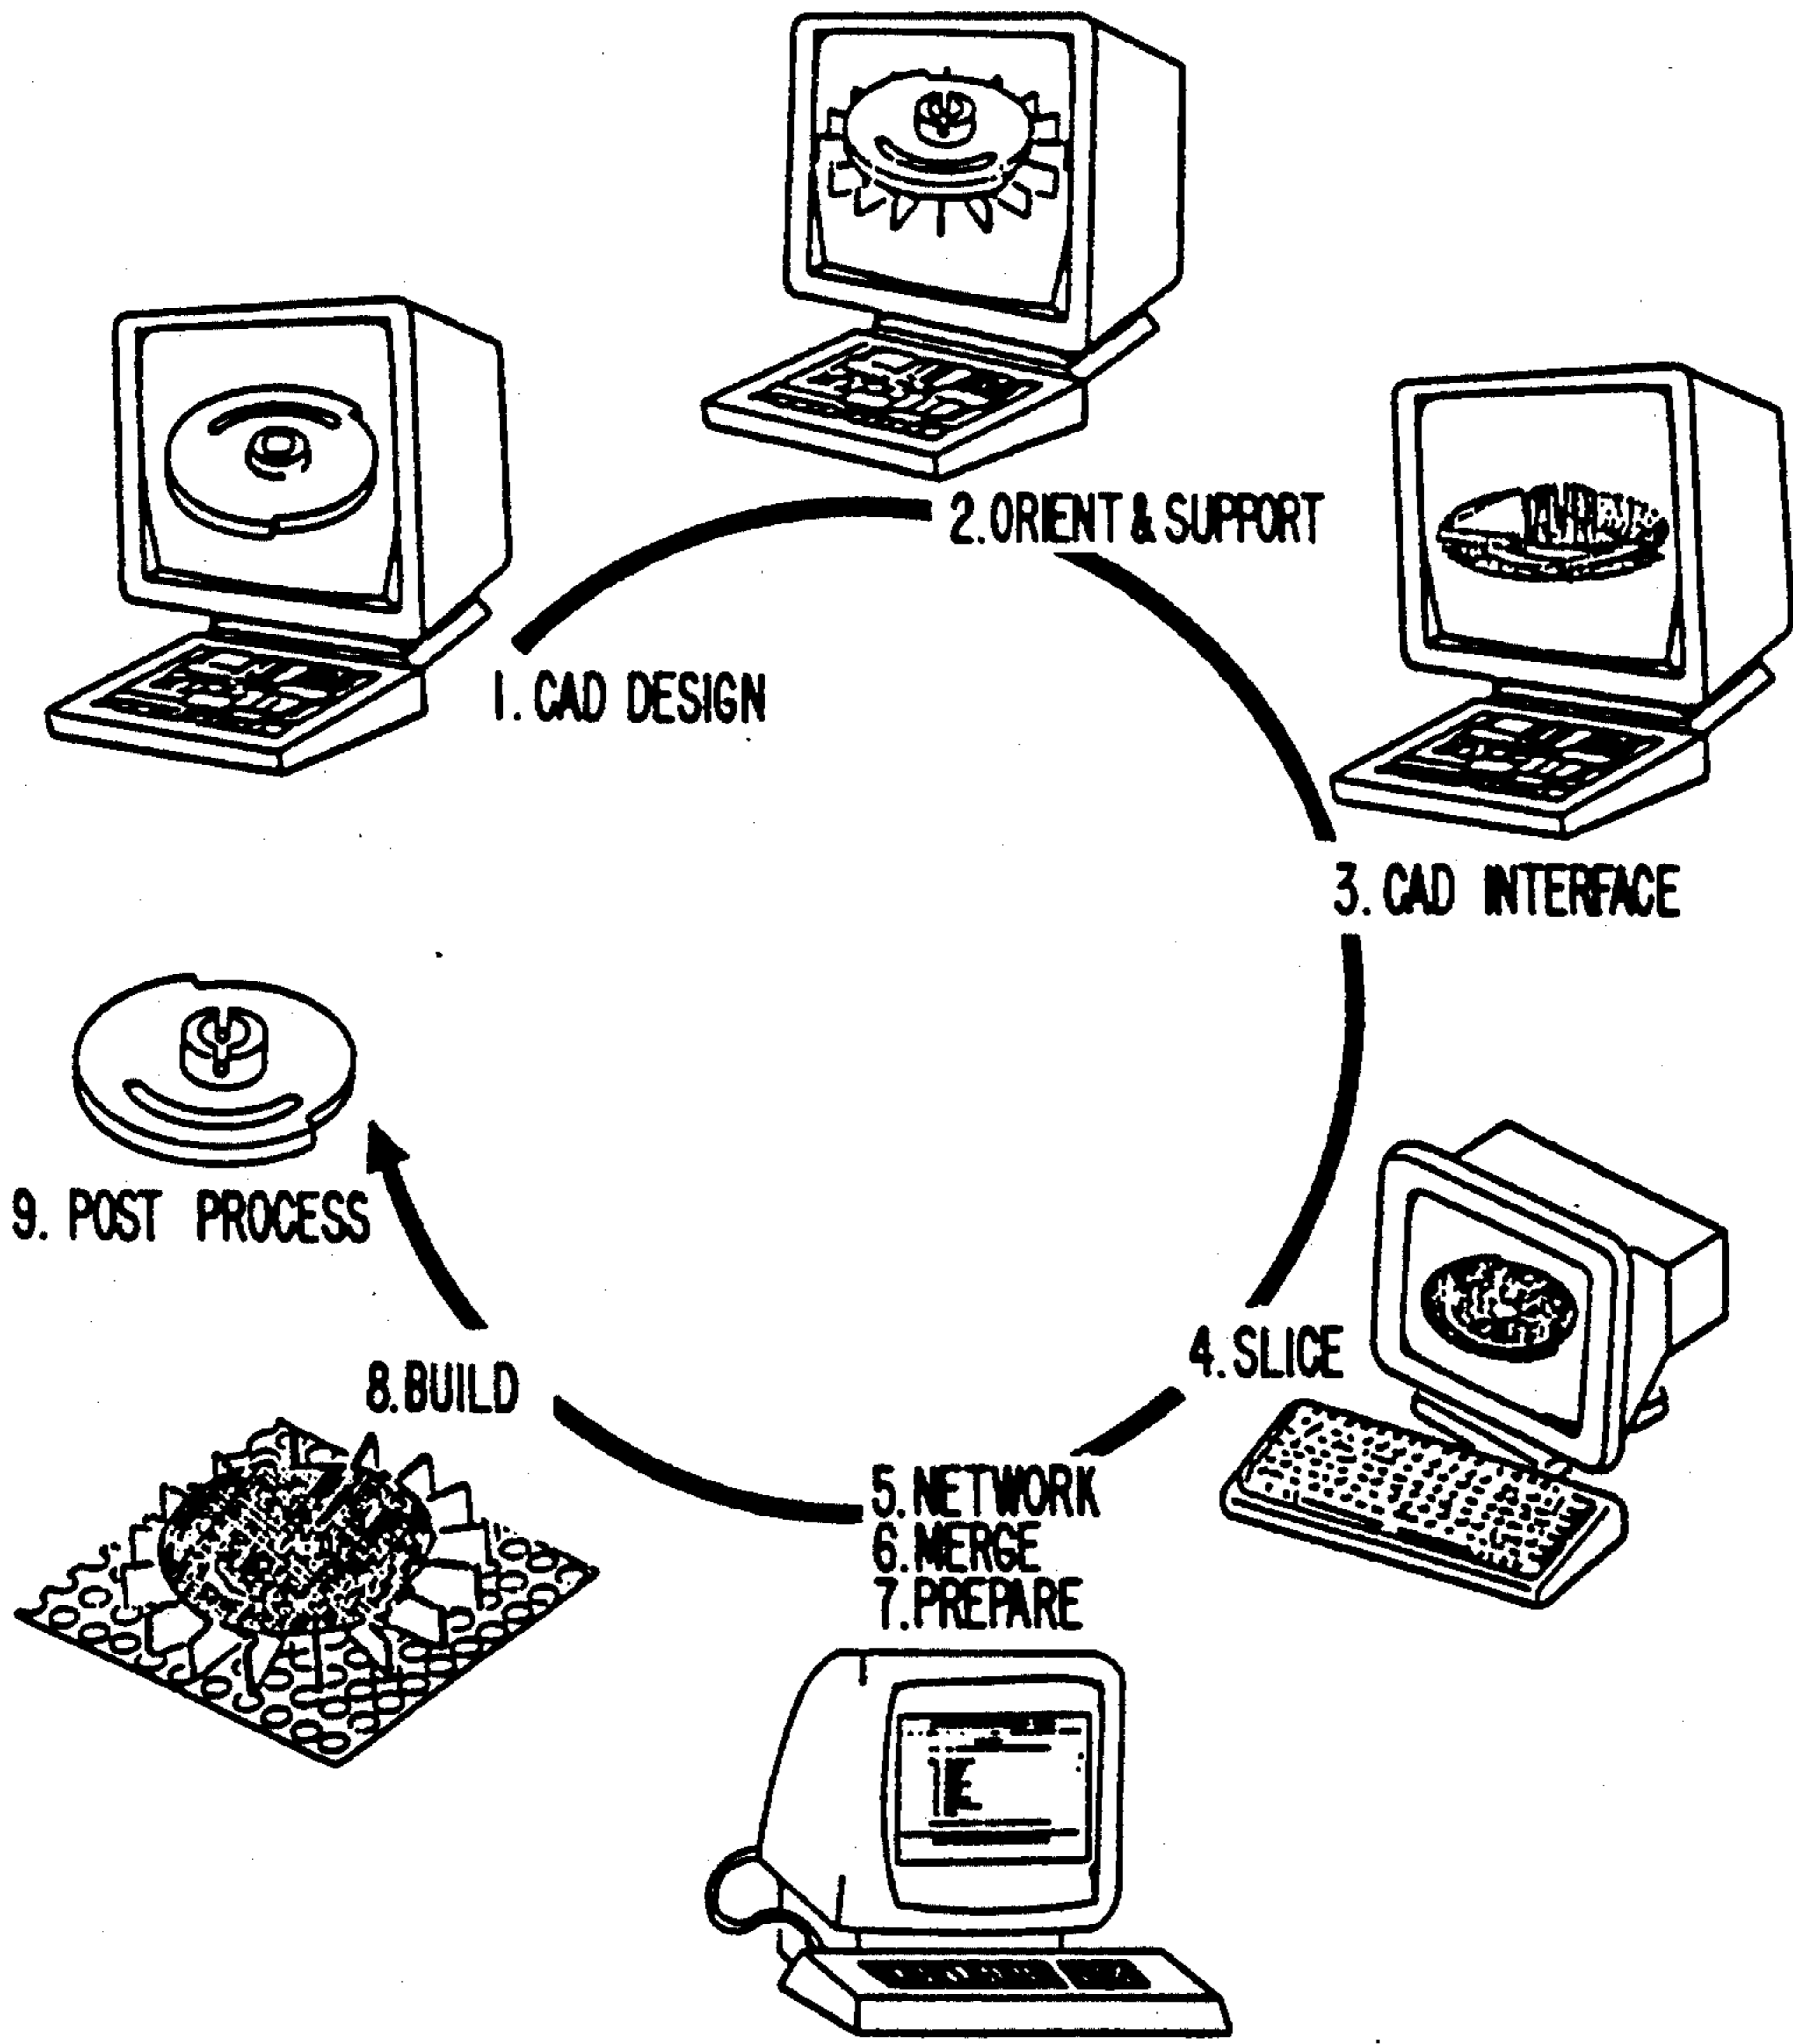 1. CAD DESIGN
2. ORIENT & SUPPORT
3. CAD INTERFACE
4. SLICE
5. NETWORK
6. MERGE
7. PREPARE
8. BUILD
9. POST PROCESS